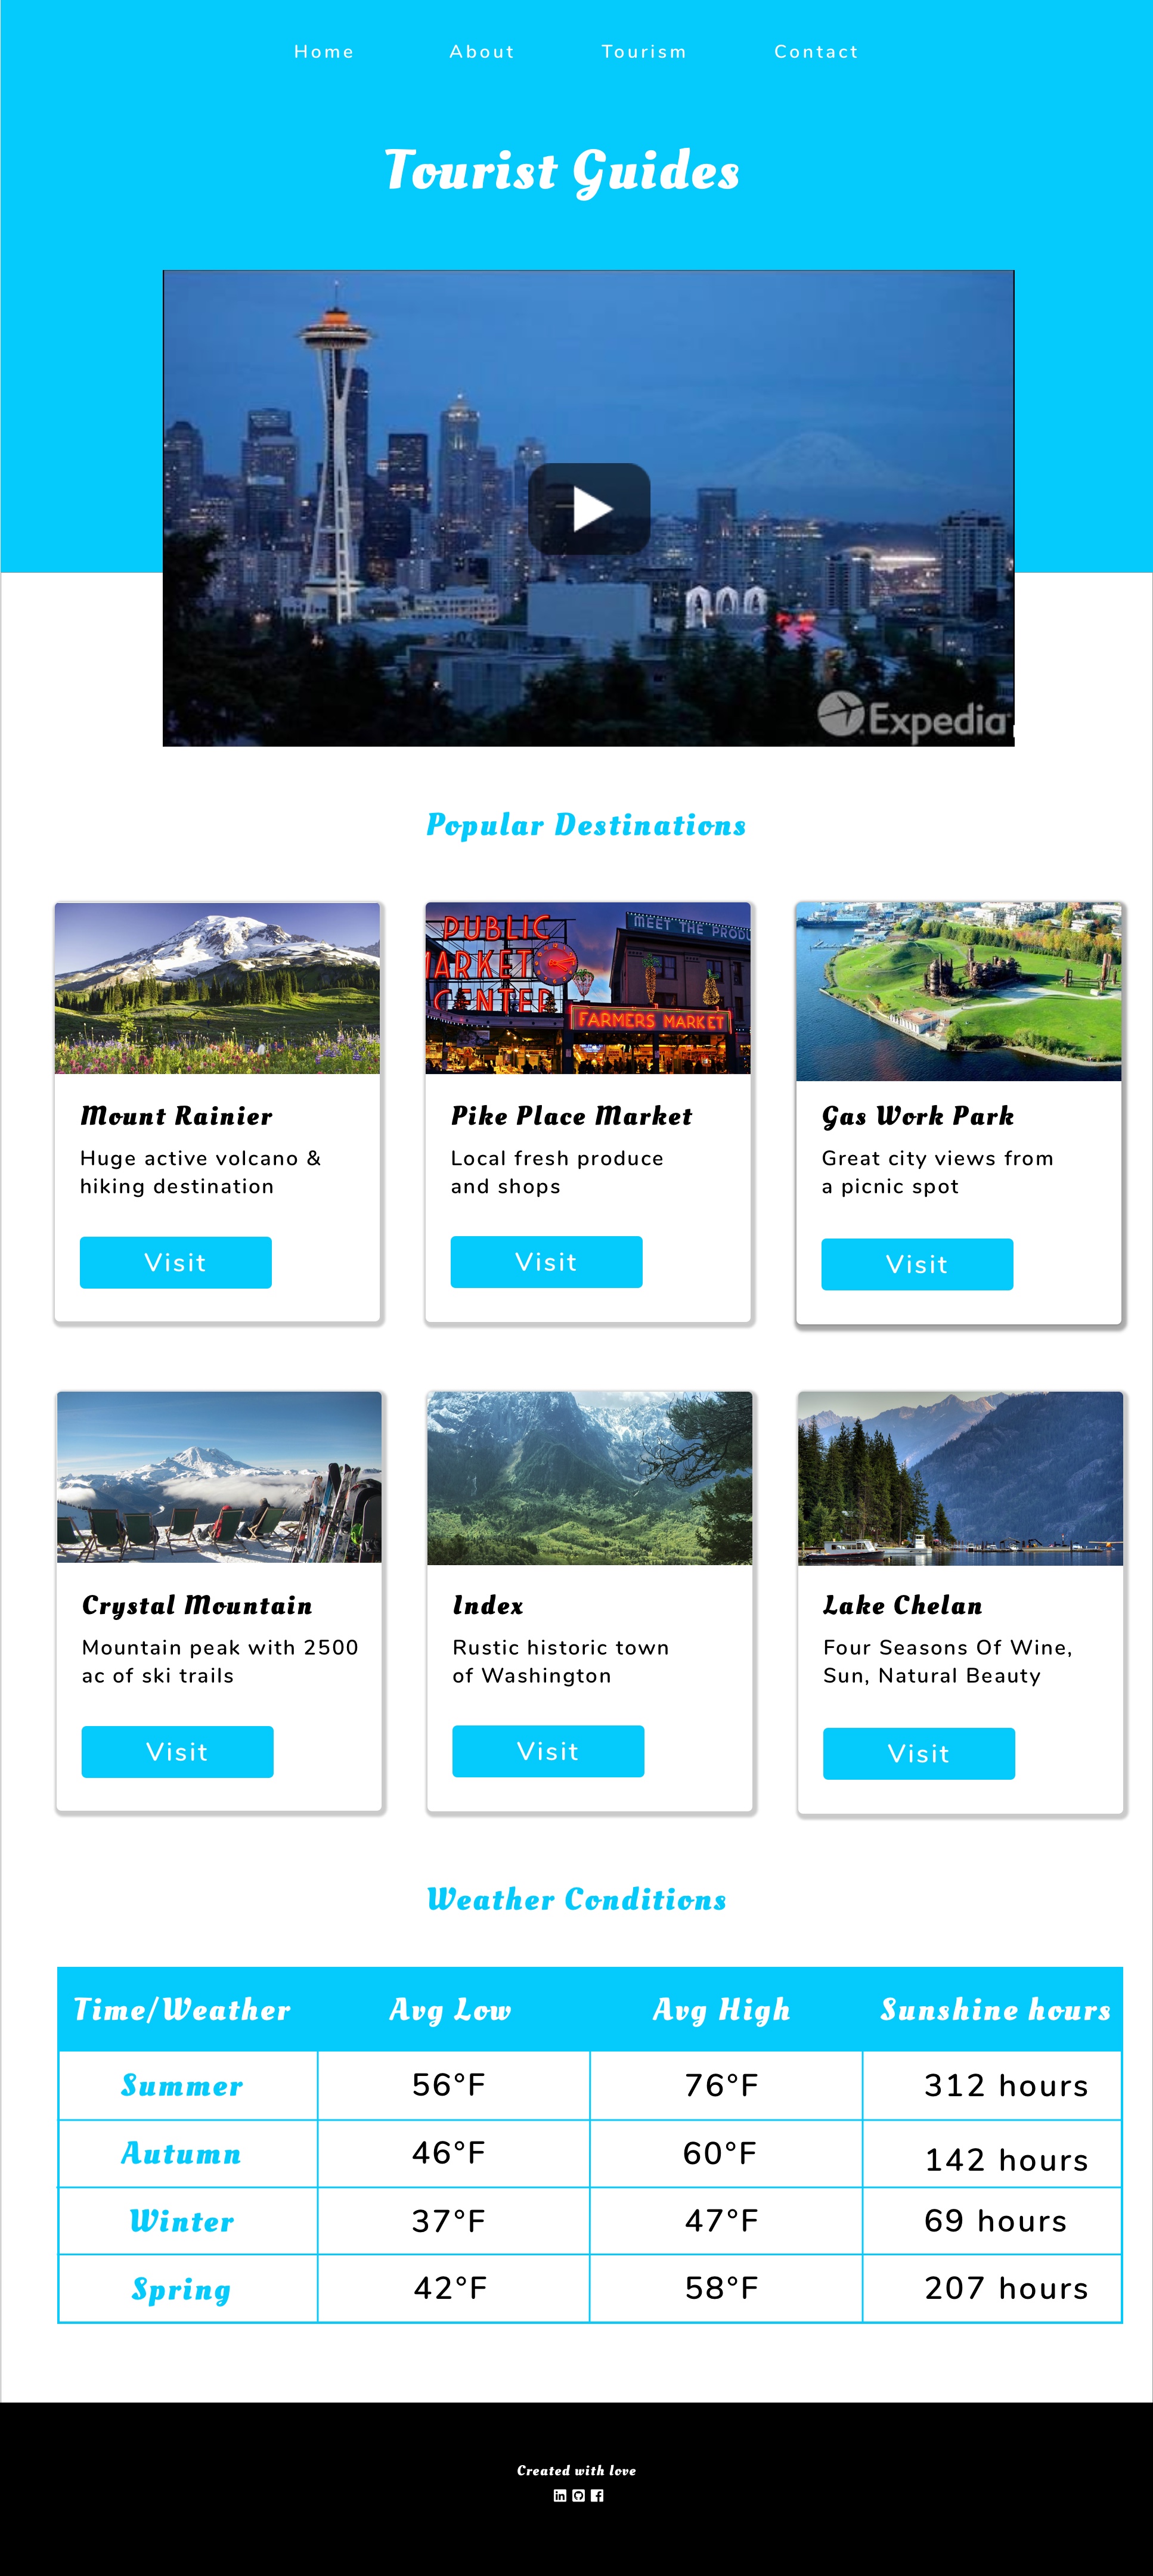 Home About Tourism Contact
Tourist Guides
Expedia
Popular Destinations
PUBLIC
MARKET
CENTER
MEET THE PRODU
FARMERS MARKET
Mount Rainier
Huge active volcano &
hiking destination
Visit
Pike Place Market
Local fresh produce
and shops
Visit
Gas Work Park
Great city views from
a picnic spot
Visit
Crystal Mountain
Mountain peak with 2500
ac of ski trails
Visit
Index
Rustic historic town
of Washington
Visit
Lake Chelan
Four Seasons Of Wine,
Sun, Natural Beauty
Visit
Weather Conditions
Time/Weather Avg Low Avg High Sunshine hours
Summer 56°F 76°F 312 hours
Autumn 46°F 60°F 142 hours
Winter 37°F 47°F 69 hours
Spring 42°F 58°F 207 hours
Created with love
in f